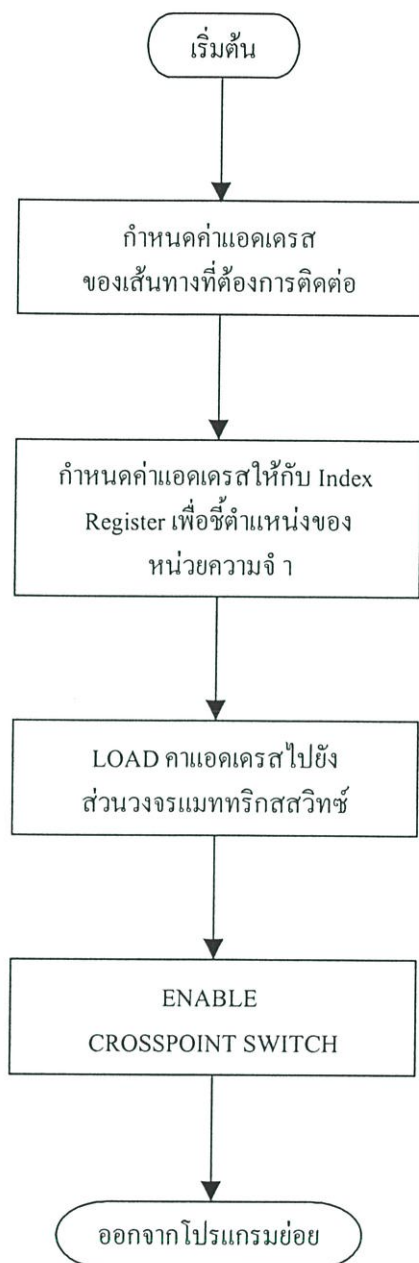 เริ่มต้น
กำหนดค่าแอดเดรส
ของเส้นทางที่ต้องการติดต่อ
กำหนดค่าแอดเดรสให้กับ Index
Register เพื่อชี้ตำแหน่งของ
หน่วยความจำ
LOAD คาแอดเดรสไปยัง
ส่วนวงจรแมททริกสสวิทซ์
ENABLE
CROSSPOINT SWITCH
ออกจากโปรแกรมย่อย